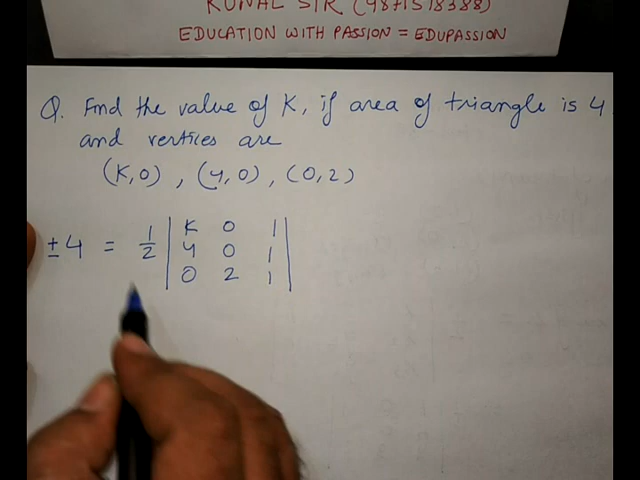 KUNAL SIR (9871518388)
EDUCATION WITH PASSION = EDUPASSION
Q. Find the value of K, if area of triangle is 4
and vertices are
(K,0) , (4,0) , (0,2)
K 0 1
±4 = 1/2 | 4 0 1 |
0 2 1